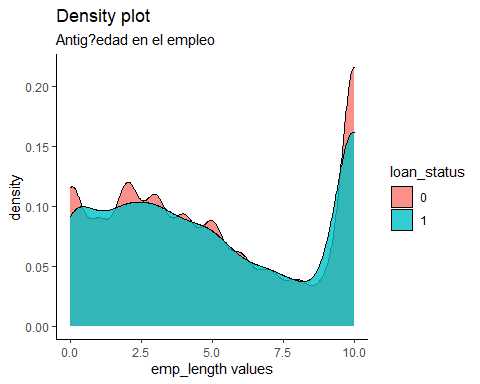 Density plot
Antig?edad en el empleo
density
0.20
0.15
0.10
0.05
0.00
0.0 2.5 5.0 7.5 10.0
emp_length values
loan_status
0
1